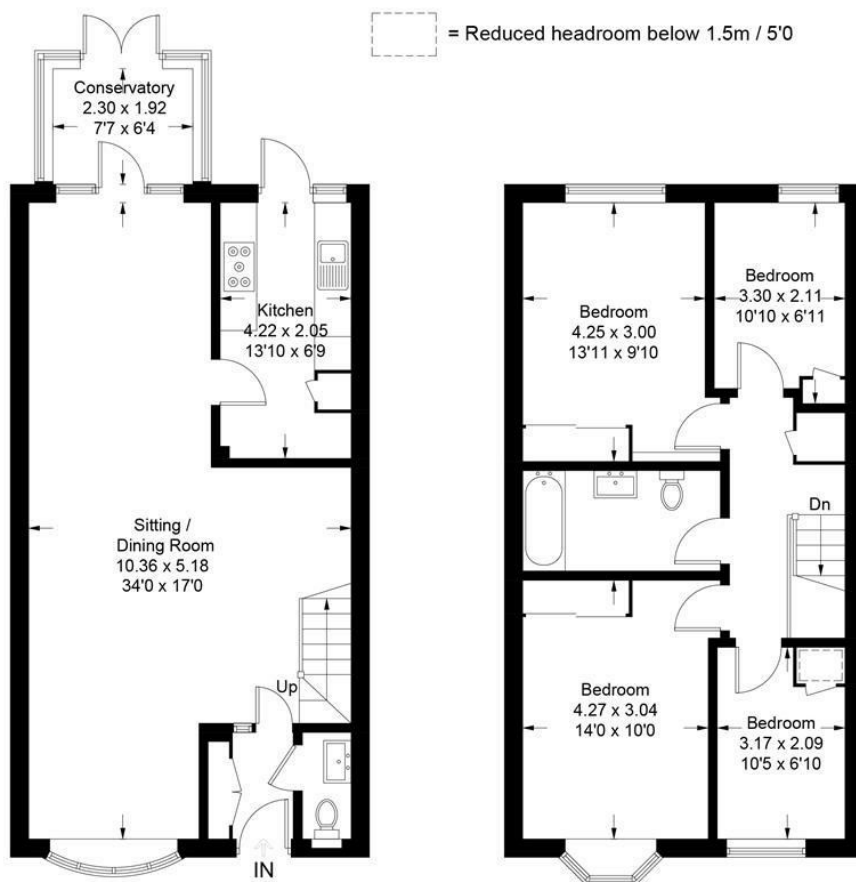 = Reduced headroom below 1.5m / 5'0
Conservatory
2.30 x 1.92
7'7 x 6'4
Kitchen
4.22 x 2.05
13'10 x 6'9
Sitting /
Dining Room
10.36 x 5.18
34'0 x 17'0
Up
IN
Bedroom
4.25 x 3.00
13'11 x 9'10
Bedroom
3.30 x 2.11
10'10 x 6'11
Dn
Bedroom
4.27 x 3.04
14'0 x 10'0
Bedroom
3.17 x 2.09
10'5 x 6'10